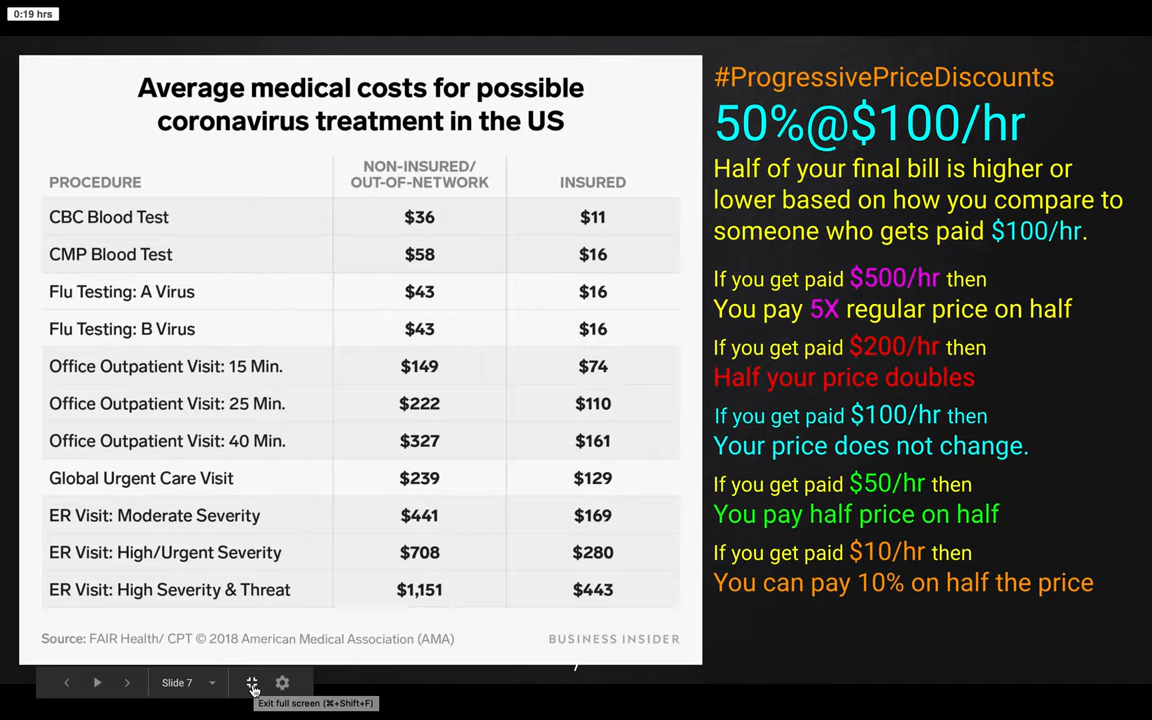 0:19 hrs
Average medical costs for possible
coronavirus treatment in the US
PROCEDURE NON-INSURED/ OUT-OF-NETWORK INSURED
CBC Blood Test $36 $11
CMP Blood Test $58 $16
Flu Testing: A Virus $43 $16
Flu Testing: B Virus $43 $16
Office Outpatient Visit: 15 Min. $149 $74
Office Outpatient Visit: 25 Min. $222 $110
Office Outpatient Visit: 40 Min. $327 $161
Global Urgent Care Visit $239 $129
ER Visit: Moderate Severity $441 $169
ER Visit: High/Urgent Severity $708 $280
ER Visit: High Severity & Threat $1,151 $443
Source: FAIR Health/ CPT © 2018 American Medical Association (AMA) BUSINESS INSIDER
#ProgressivePriceDiscounts
50%@$100/hr
Half of your final bill is higher or
lower based on how you compare to
someone who gets paid $100/hr.
If you get paid $500/hr then
You pay 5X regular price on half
If you get paid $200/hr then
Half your price doubles
If you get paid $100/hr then
Your price does not change.
If you get paid $50/hr then
You pay half price on half
If you get paid $10/hr then
You can pay 10% on half the price
Slide 7
Exit full screen (⌘+Shift+F)